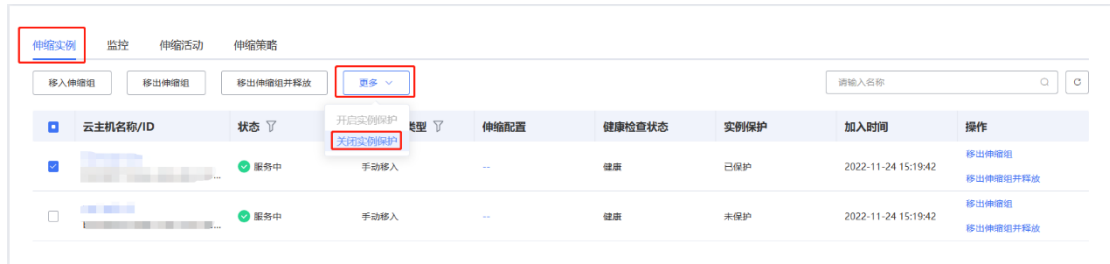 伸缩实例 监控 伸缩活动 伸缩策略
移入伸缩组 移出伸缩组 移出伸缩组并释放 更多 请输入名称
开启实例保护
关闭实例保护
云主机名称/ID 状态 类型 伸缩配置 健康检查状态 实例保护 加入时间 操作
服务中 手动移入 -- 健康 已保护 2022-11-24 15:19:42 移出伸缩组
移出伸缩组并释放
服务中 手动移入 -- 健康 未保护 2022-11-24 15:19:42 移出伸缩组
移出伸缩组并释放